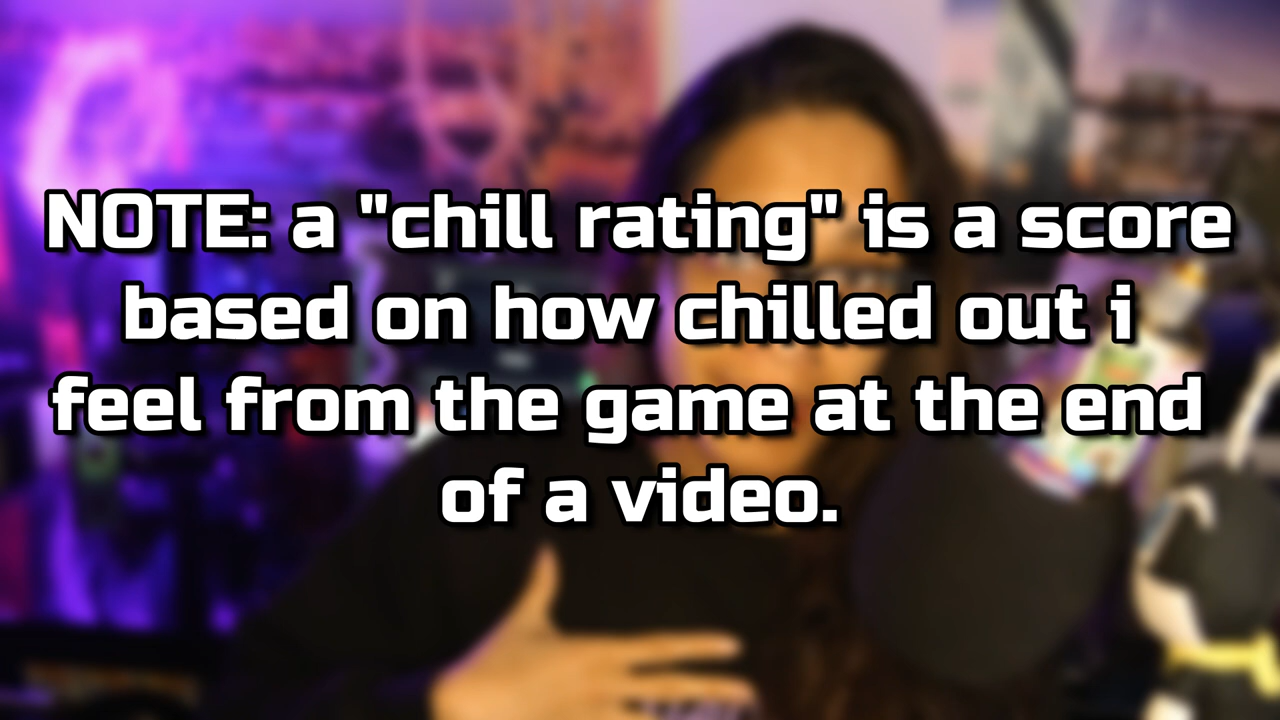 NOTE: a "chill rating" is a score
based on how chilled out i
feel from the game at the end
of a video.